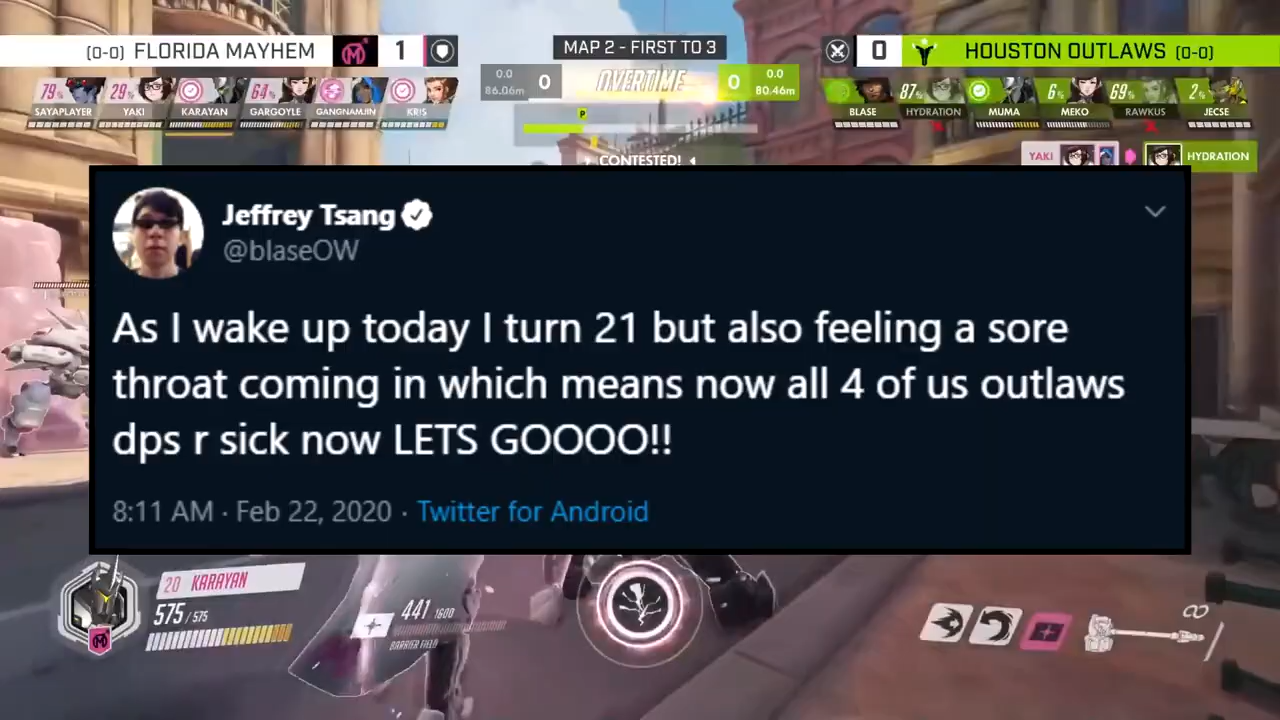 [0-0] FLORIDA MAYHEM 1
MAP 2 - FIRST TO 3
0 HOUSTON OUTLAWS [0-0]
0.0 0 OVERTIME 0 0.0
86.06m 80.46m
79% 29% 64% 87% 6% 69% 2%
SAYAPLAYER YAKI KARAYAN GARGOYLE GANGNAMJIN KRIS BLASE HYDRATION MUMA MEKO RAWKUS JECSE
P
CONTESTED!
YAKI HYDRATION
Jeffrey Tsang
@blaseOW
As I wake up today I turn 21 but also feeling a sore
throat coming in which means now all 4 of us outlaws
dps r sick now LETS GOOOO!!
8:11 AM · Feb 22, 2020 · Twitter for Android
20 KARAYAN
575 / 575
441 / 1600
BARRIER FIELD
∞